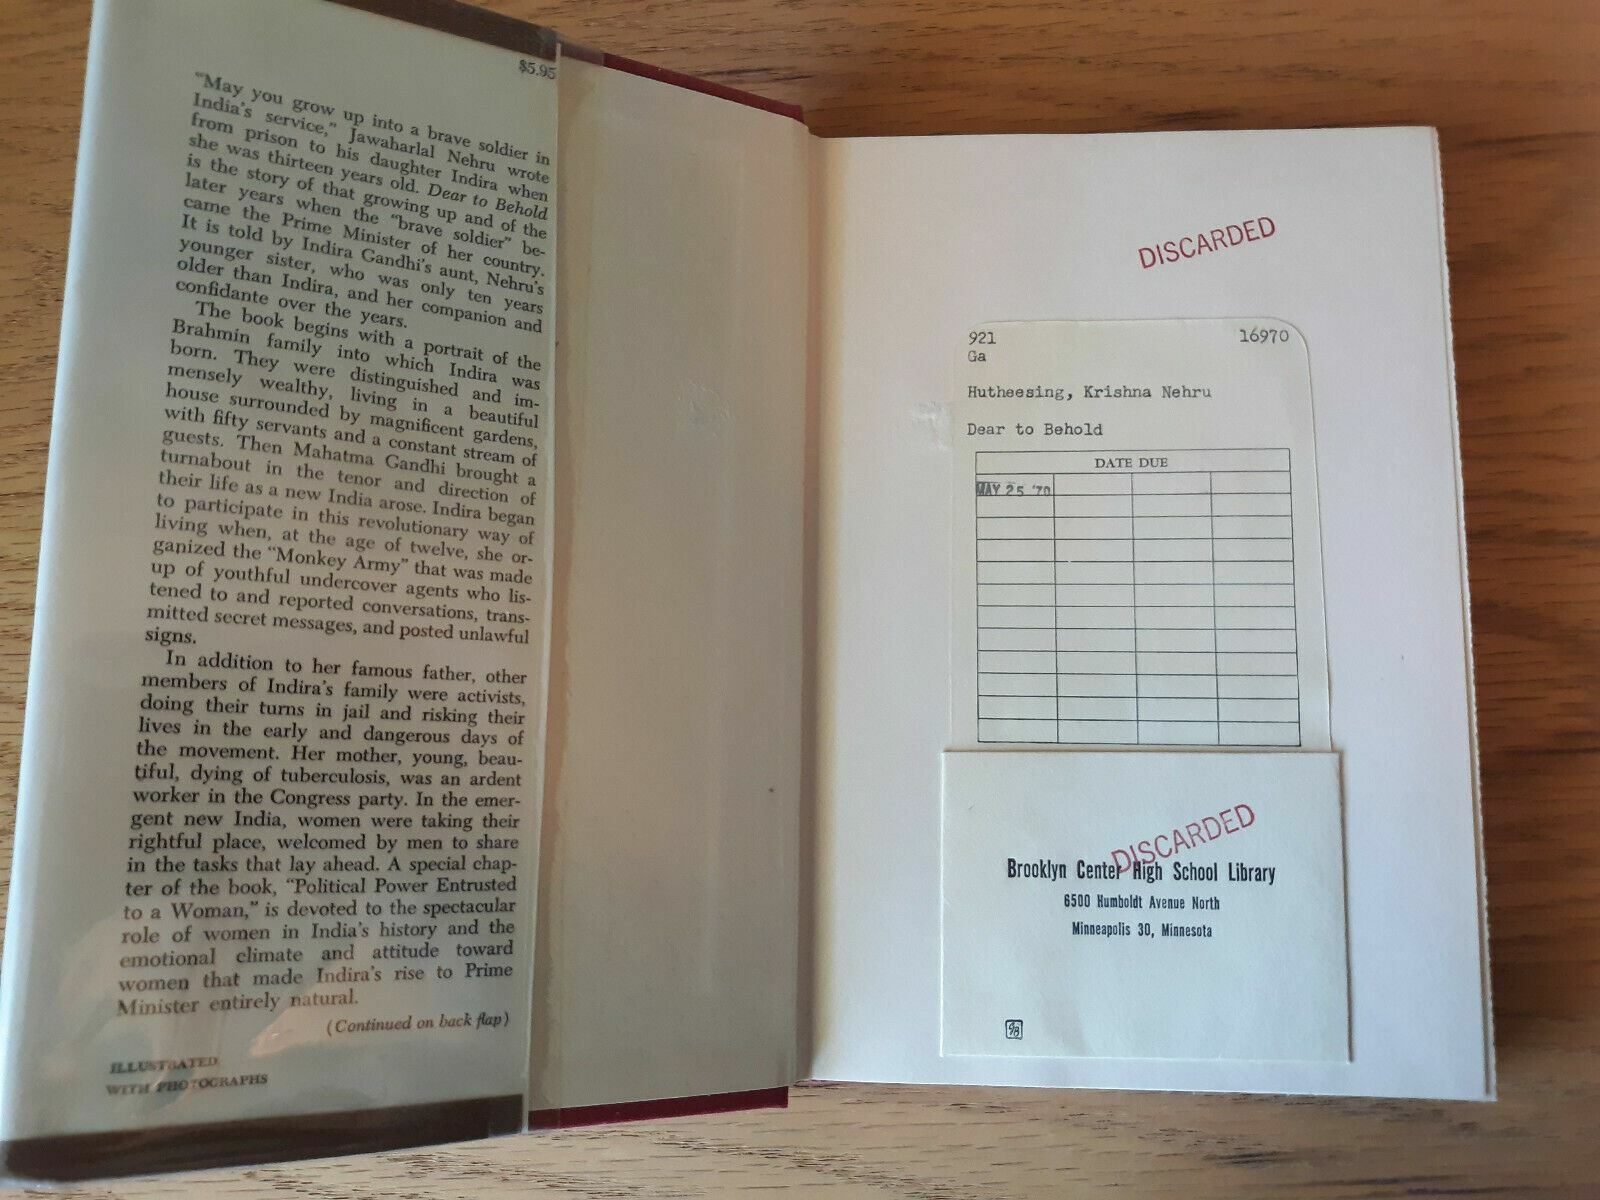 $5.95
"May you grow up into a brave soldier in
India's service," Jawaharlal Nehru wrote
from prison to his daughter Indira when
she was thirteen years old. Dear to Behold
is the story of that growing up and of the
later years when the "brave soldier" be-
came the Prime Minister of her country.
It is told by Indira Gandhi's aunt, Nehru's
younger sister, who was only ten years
older than Indira, and her companion and
confidante over the years.
The book begins with a portrait of the
Brahmin family into which Indira was
born. They were distinguished and im-
mensely wealthy, living in a beautiful
house surrounded by magnificent gardens,
with fifty servants and a constant stream of
guests. Then Mahatma Gandhi brought a
turnabout in the tenor and direction of
their life as a new India arose. Indira began
to participate in this revolutionary way of
living when, at the age of twelve, she or-
ganized the "Monkey Army" that was made
up of youthful undercover agents who lis-
tened to and reported conversations, trans-
mitted secret messages, and posted unlawful
signs.
In addition to her famous father, other
members of Indira's family were activists,
doing their turns in jail and risking their
lives in the early and dangerous days of
the movement. Her mother, young, beau-
tiful, dying of tuberculosis, was an ardent
worker in the Congress party. In the emer-
gent new India, women were taking their
rightful place, welcomed by men to share
in the tasks that lay ahead. A special chap-
ter of the book, "Political Power Entrusted
to a Woman," is devoted to the spectacular
role of women in India's history and the
emotional climate and attitude toward
women that made Indira's rise to Prime
Minister entirely natural.
(Continued on back flap)
ILLUSTRATED
WITH PHOTOGRAPHS
DISCARDED
921 16970
Ga
Hutheesing, Krishna Nehru
Dear to Behold
DATE DUE
MAY 25 '70
DISCARDED
Brooklyn Center High School Library
6500 Humboldt Avenue North
Minneapolis 30, Minnesota